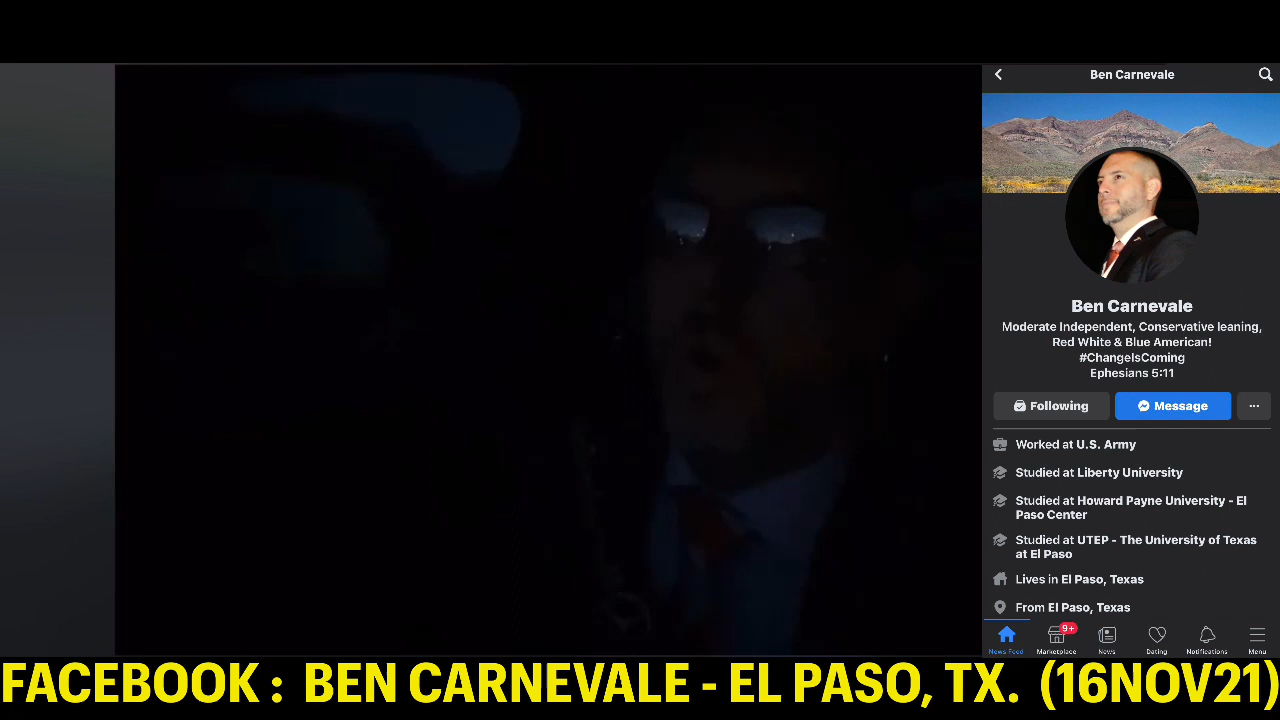 Ben Carnevale
Ben Carnevale
Moderate Independent, Conservative leaning,
Red White & Blue American!
#ChangeIsComing
Ephesians 5:11
Following
Message
Worked at U.S. Army
Studied at Liberty University
Studied at Howard Payne University - El
Paso Center
Studied at UTEP - The University of Texas
at El Paso
Lives in El Paso, Texas
From El Paso, Texas
9+
News Feed
Marketplace
News
Dating
Notifications
Menu
FACEBOOK : BEN CARNEVALE - EL PASO, TX. (16NOV21)